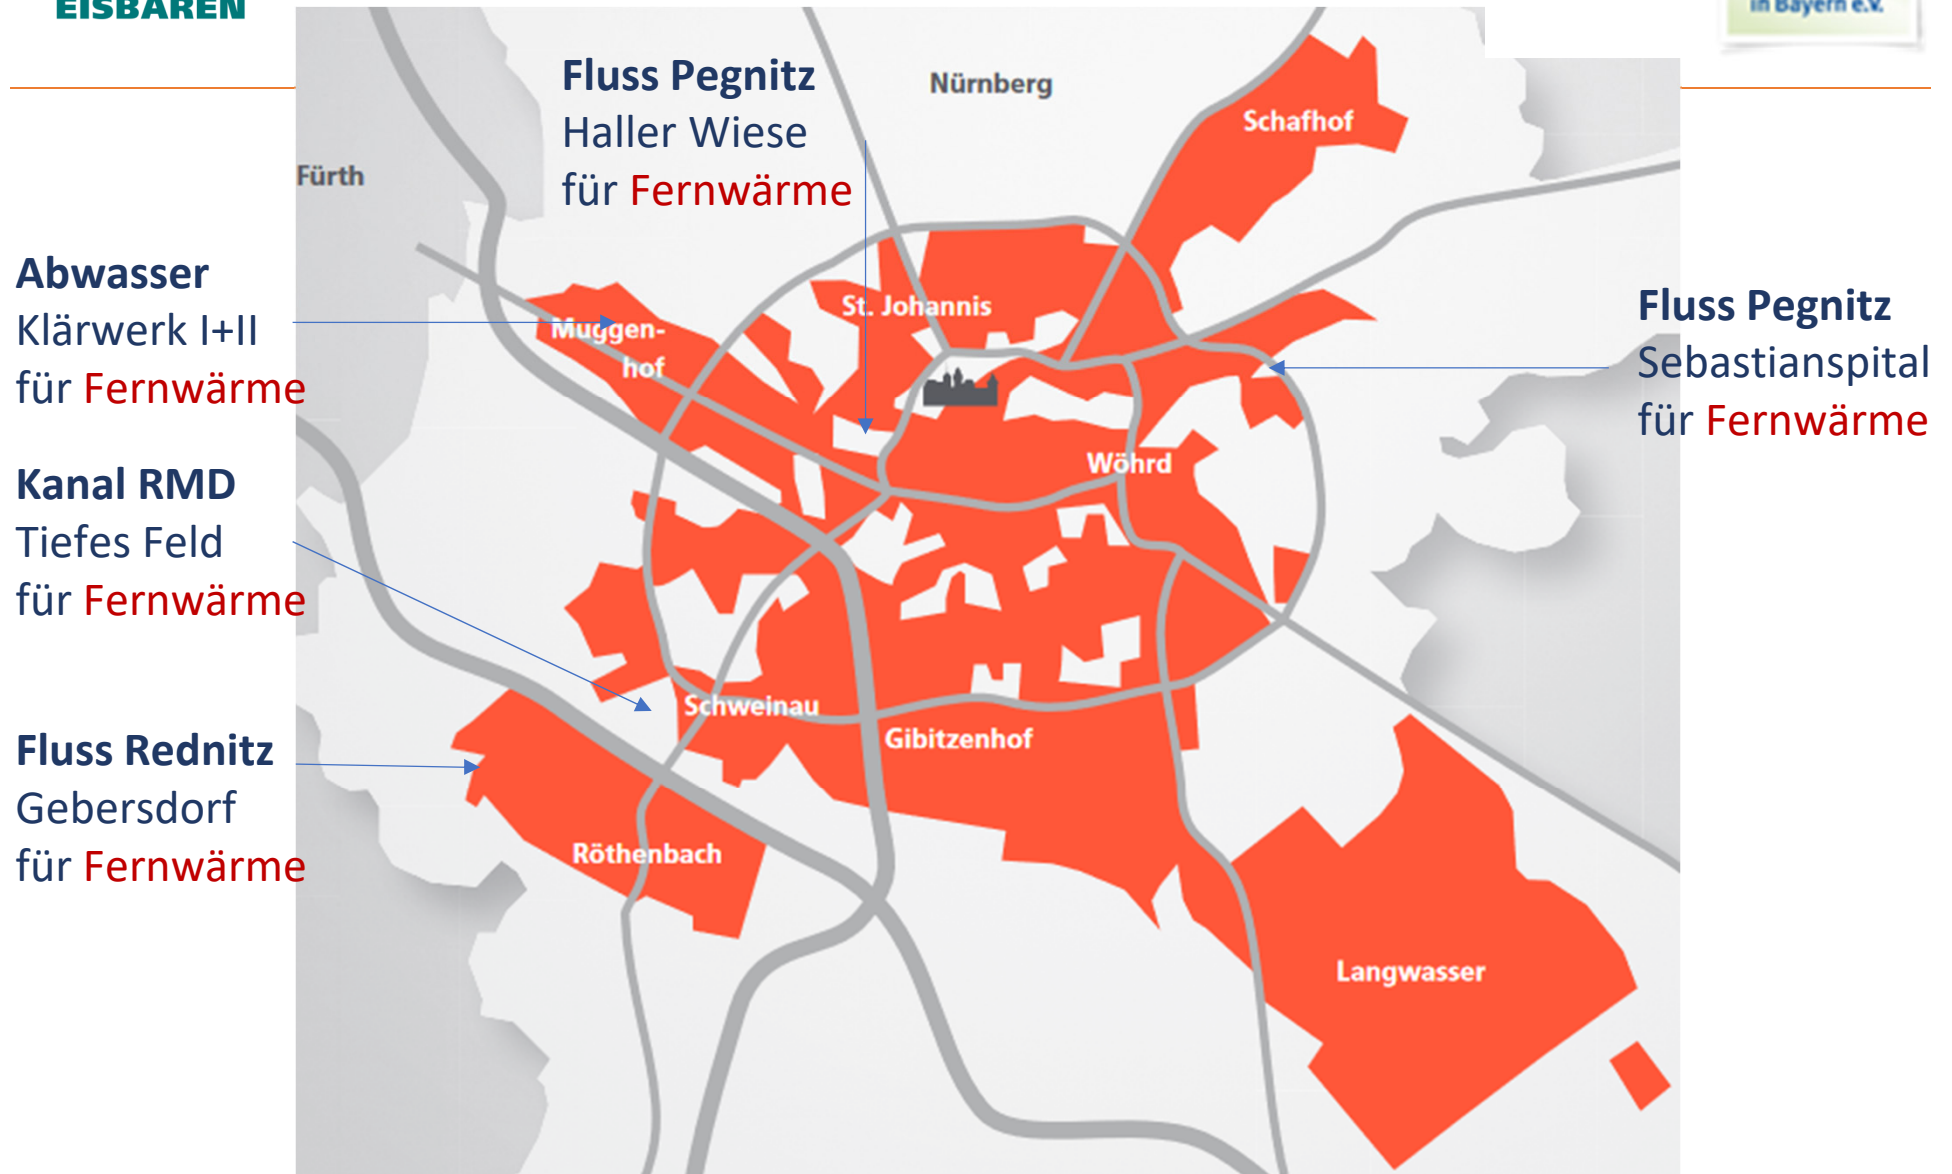 EISBÄREN
in Bayern e.V.
Fluss Pegnitz
Haller Wiese
für Fernwärme
Nürnberg
Schafhof
Fürth
Abwasser
Klärwerk I+II
für Fernwärme
St. Johannis
Muggen-
hof
Fluss Pegnitz
Sebastianspital
für Fernwärme
Wöhrd
Kanal RMD
Tiefes Feld
für Fernwärme
Schweinau
Gibitzenhof
Fluss Rednitz
Gebersdorf
für Fernwärme
Röthenbach
Langwasser